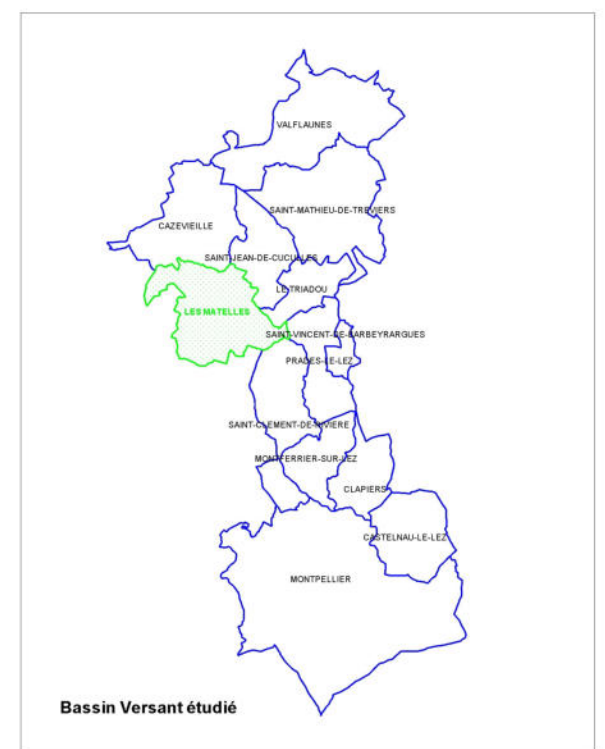 VALFLAUNES
SAINT-MATHIEU-DE-TREVIERS
CAZEVIEILLE
SAINT-JEAN-DE-CUCULLES
LE TRIADOU
LES MATELLES
SAINT-VINCENT-DE-BARBEYRARGUES
PRADES-LE-LEZ
SAINT-CLEMENT-DE-RIVIERE
MONTFERRIER-SUR-LEZ
CLAPIERS
CASTELNAU-LE-LEZ
MONTPELLIER
Bassin Versant étudié